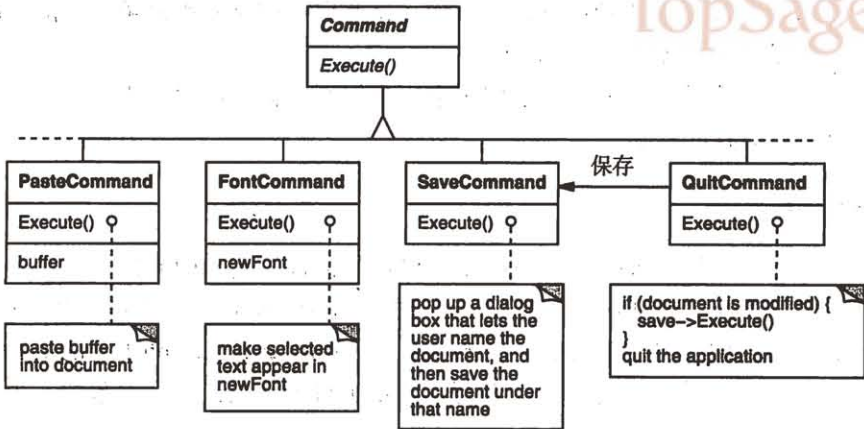 TopSage
Command
Execute()
保存
PasteCommand
Execute()
buffer
FontCommand
Execute()
newFont
SaveCommand
Execute()
QuitCommand
Execute()
paste buffer
into document
make selected
text appear in
newFont
pop up a dialog
box that lets the
user name the
document, and
then save the
document under
that name
if (document is modified) {
save->Execute()
}
quit the application